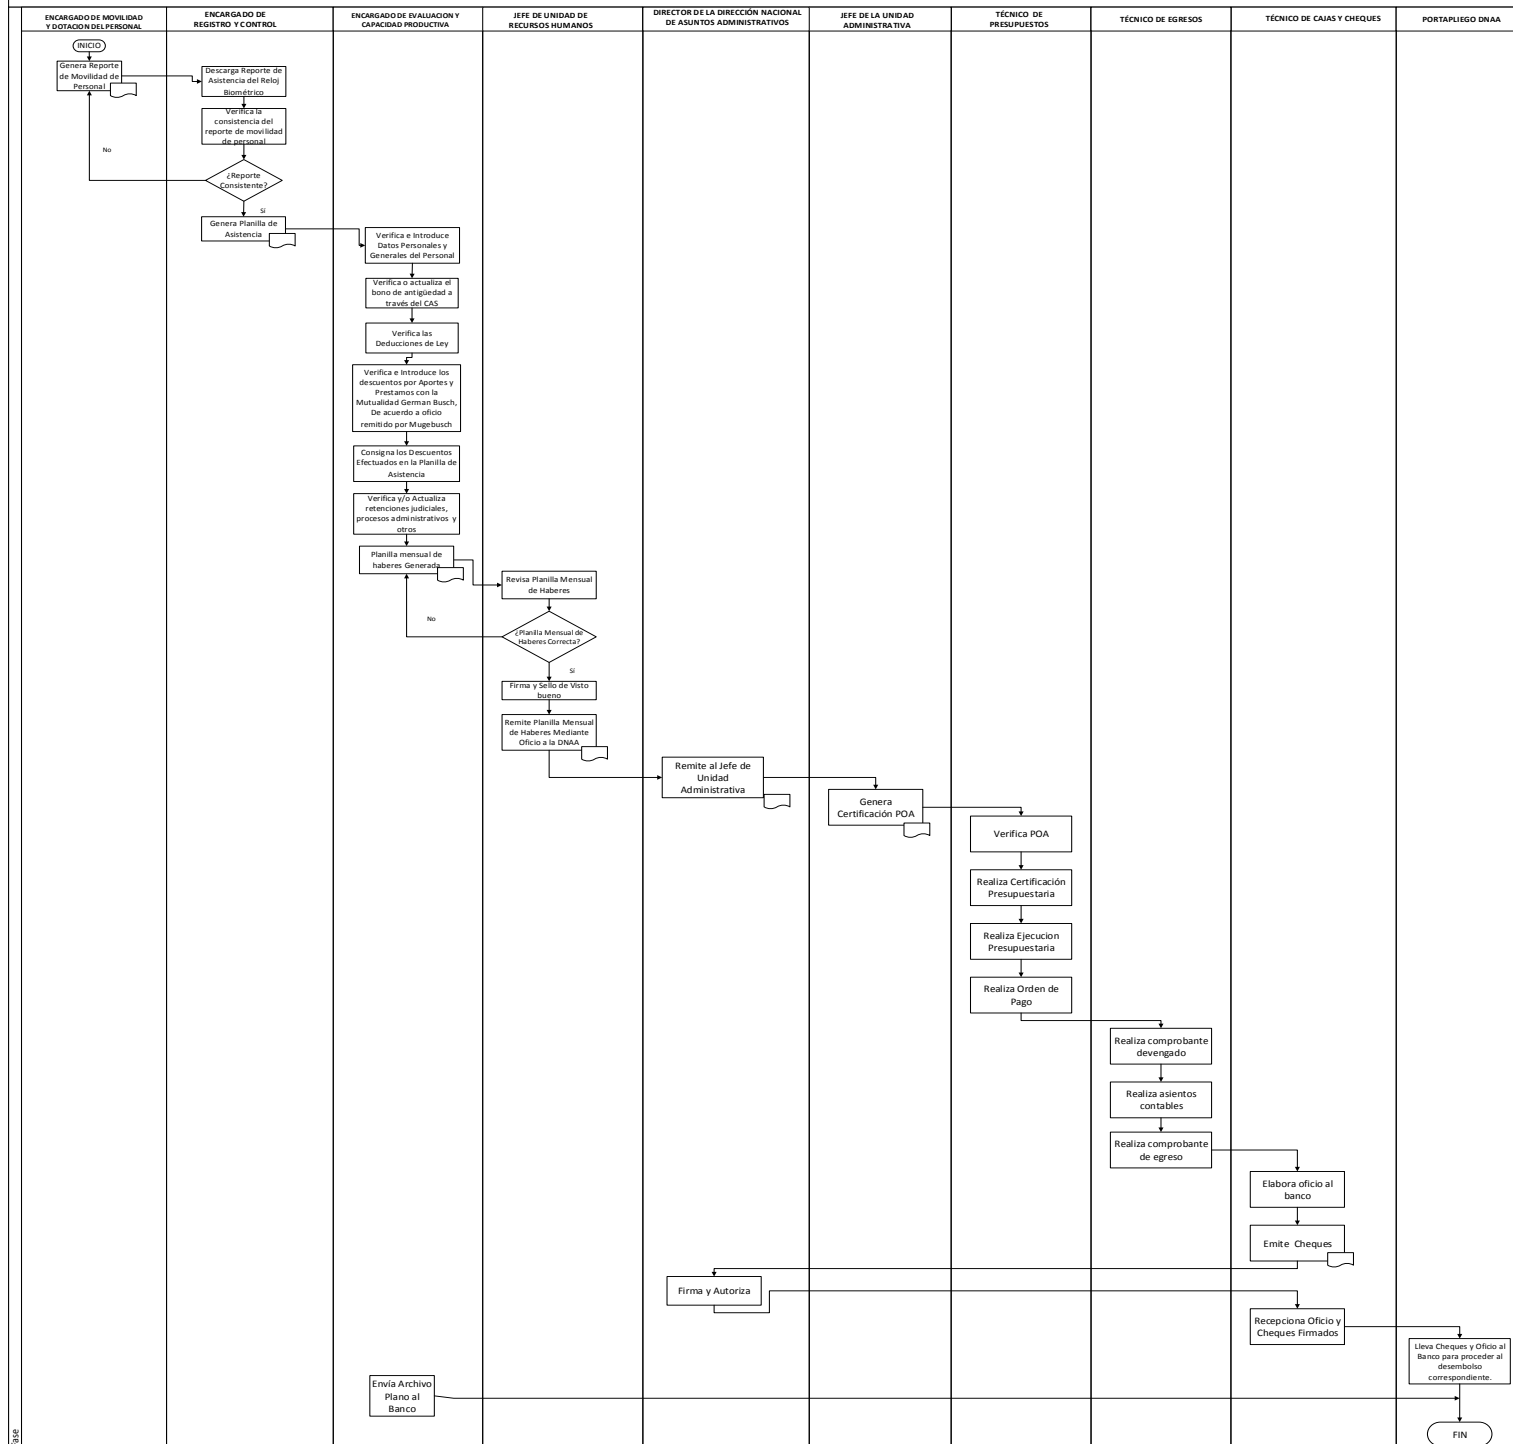 ENCARGADO DE MOVILIDAD
Y DOTACION DEL PERSONAL
ENCARGADO DE
REGISTRO Y CONTROL
ENCARGADO DE EVALUACION Y
CAPACIDAD PRODUCTIVA
JEFE DE UNIDAD DE
RECURSOS HUMANOS
DIRECTOR DE LA DIRECCIÓN NACIONAL
DE ASUNTOS ADMINISTRATIVOS
JEFE DE LA UNIDAD
ADMINISTRATIVA
TÉCNICO DE
PRESUPUESTOS
TÉCNICO DE EGRESOS
TÉCNICO DE CAJAS Y CHEQUES
PORTAPLIEGO DNAA
INICIO
Genera Reporte
de Movilidad de
Personal
Descarga Reporte de
Asistencia del Reloj
Biométrico
Verifica la
consistencia del
reporte de movilidad
de personal
No
¿Reporte
Consistente?
Sí
Genera Planilla de
Asistencia
Verifica e Introduce
Datos Personales y
Generales del Personal
Verifica o actualiza el
bono de antigüedad a
través del CAS
Verifica las
Deducciones de Ley
Verifica e Introduce los
descuentos por Aportes y
Prestamos con la
Mutualidad German Busch,
De acuerdo a oficio
remitido por Mugebusch
Consigna los Descuentos
Efectuados en la Planilla de
Asistencia
Verifica y/o Actualiza
retenciones judiciales,
procesos administrativos y
otros
Planilla mensual de
haberes Generada
Revisa Planilla Mensual
de Haberes
No
¿Planilla Mensual de
Haberes Correcta?
Sí
Firma y Sello de Visto
bueno
Remite Planilla Mensual
de Haberes Mediante
Oficio a la DNAA
Remite al Jefe de
Unidad
Administrativa
Genera
Certificación POA
Verifica POA
Realiza Certificación
Presupuestaria
Realiza Ejecucion
Presupuestaria
Realiza Orden de
Pago
Realiza comprobante
devengado
Realiza asientos
contables
Realiza comprobante
de egreso
Elabora oficio al
banco
Emite Cheques
Firma y Autoriza
Recepciona Oficio y
Cheques Firmados
Lleva Cheques y Oficio al
Banco para proceder al
desembolso
correspondiente.
Envía Archivo
Plano al
Banco
FIN
Fase